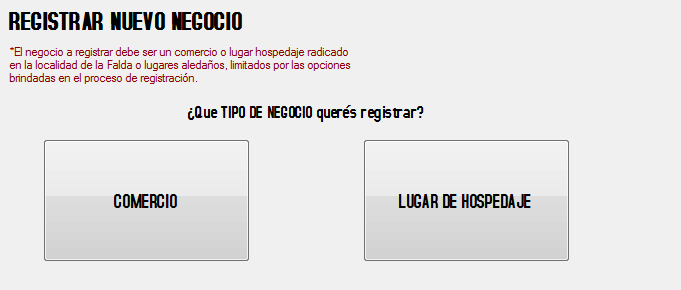 REGISTRAR NUEVO NEGOCIO
*El negocio a registrar debe ser un comercio o lugar hospedaje radicado
en la localidad de la Falda o lugares aledaños, limitados por las opciones
brindadas en el proceso de registración.
¿Que TIPO DE NEGOCIO querés registrar?
COMERCIO
LUGAR DE HOSPEDAJE